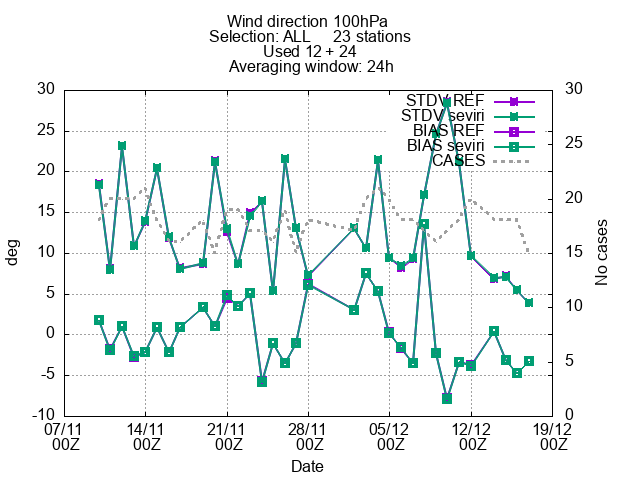 Wind direction 100hPa
Selection: ALL 23 stations
Used 12 + 24
Averaging window: 24h
STDV REF
STDV seviri
BIAS REF
BIAS seviri
CASES
30
25
20
15
10
5
0
-5
-10
deg
30
25
20
15
10
5
0
No cases
07/11 14/11 21/11 28/11 05/12 12/12 19/12
00Z 00Z 00Z 00Z 00Z 00Z 00Z
Date